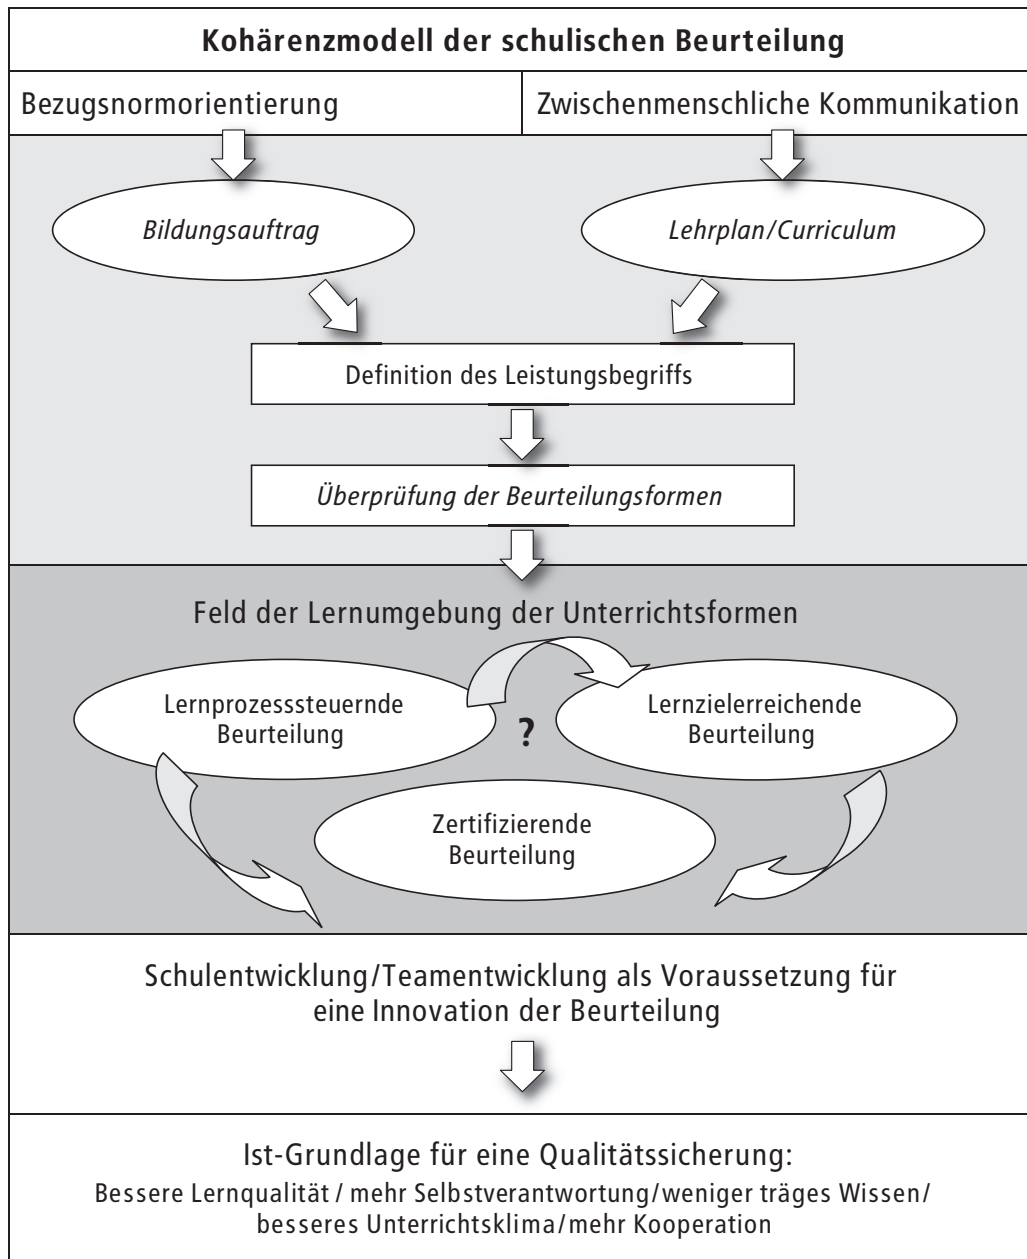 Kohärenzmodell der schulischen Beurteilung
Bezugsnormorientierung
Zwischenmenschliche Kommunikation
Bildungsauftrag
Lehrplan/Curriculum
Definition des Leistungsbegriffs
Überprüfung der Beurteilungsformen
Feld der Lernumgebung der Unterrichtsformen
Lernprozesssteuernde
Beurteilung
?
Lernzielerreichende
Beurteilung
Zertifizierende
Beurteilung
Schulentwicklung/Teamentwicklung als Voraussetzung für
eine Innovation der Beurteilung
Ist-Grundlage für eine Qualitätssicherung:
Bessere Lernqualität / mehr Selbstverantwortung/weniger träges Wissen/
besseres Unterrichtsklima/mehr Kooperation